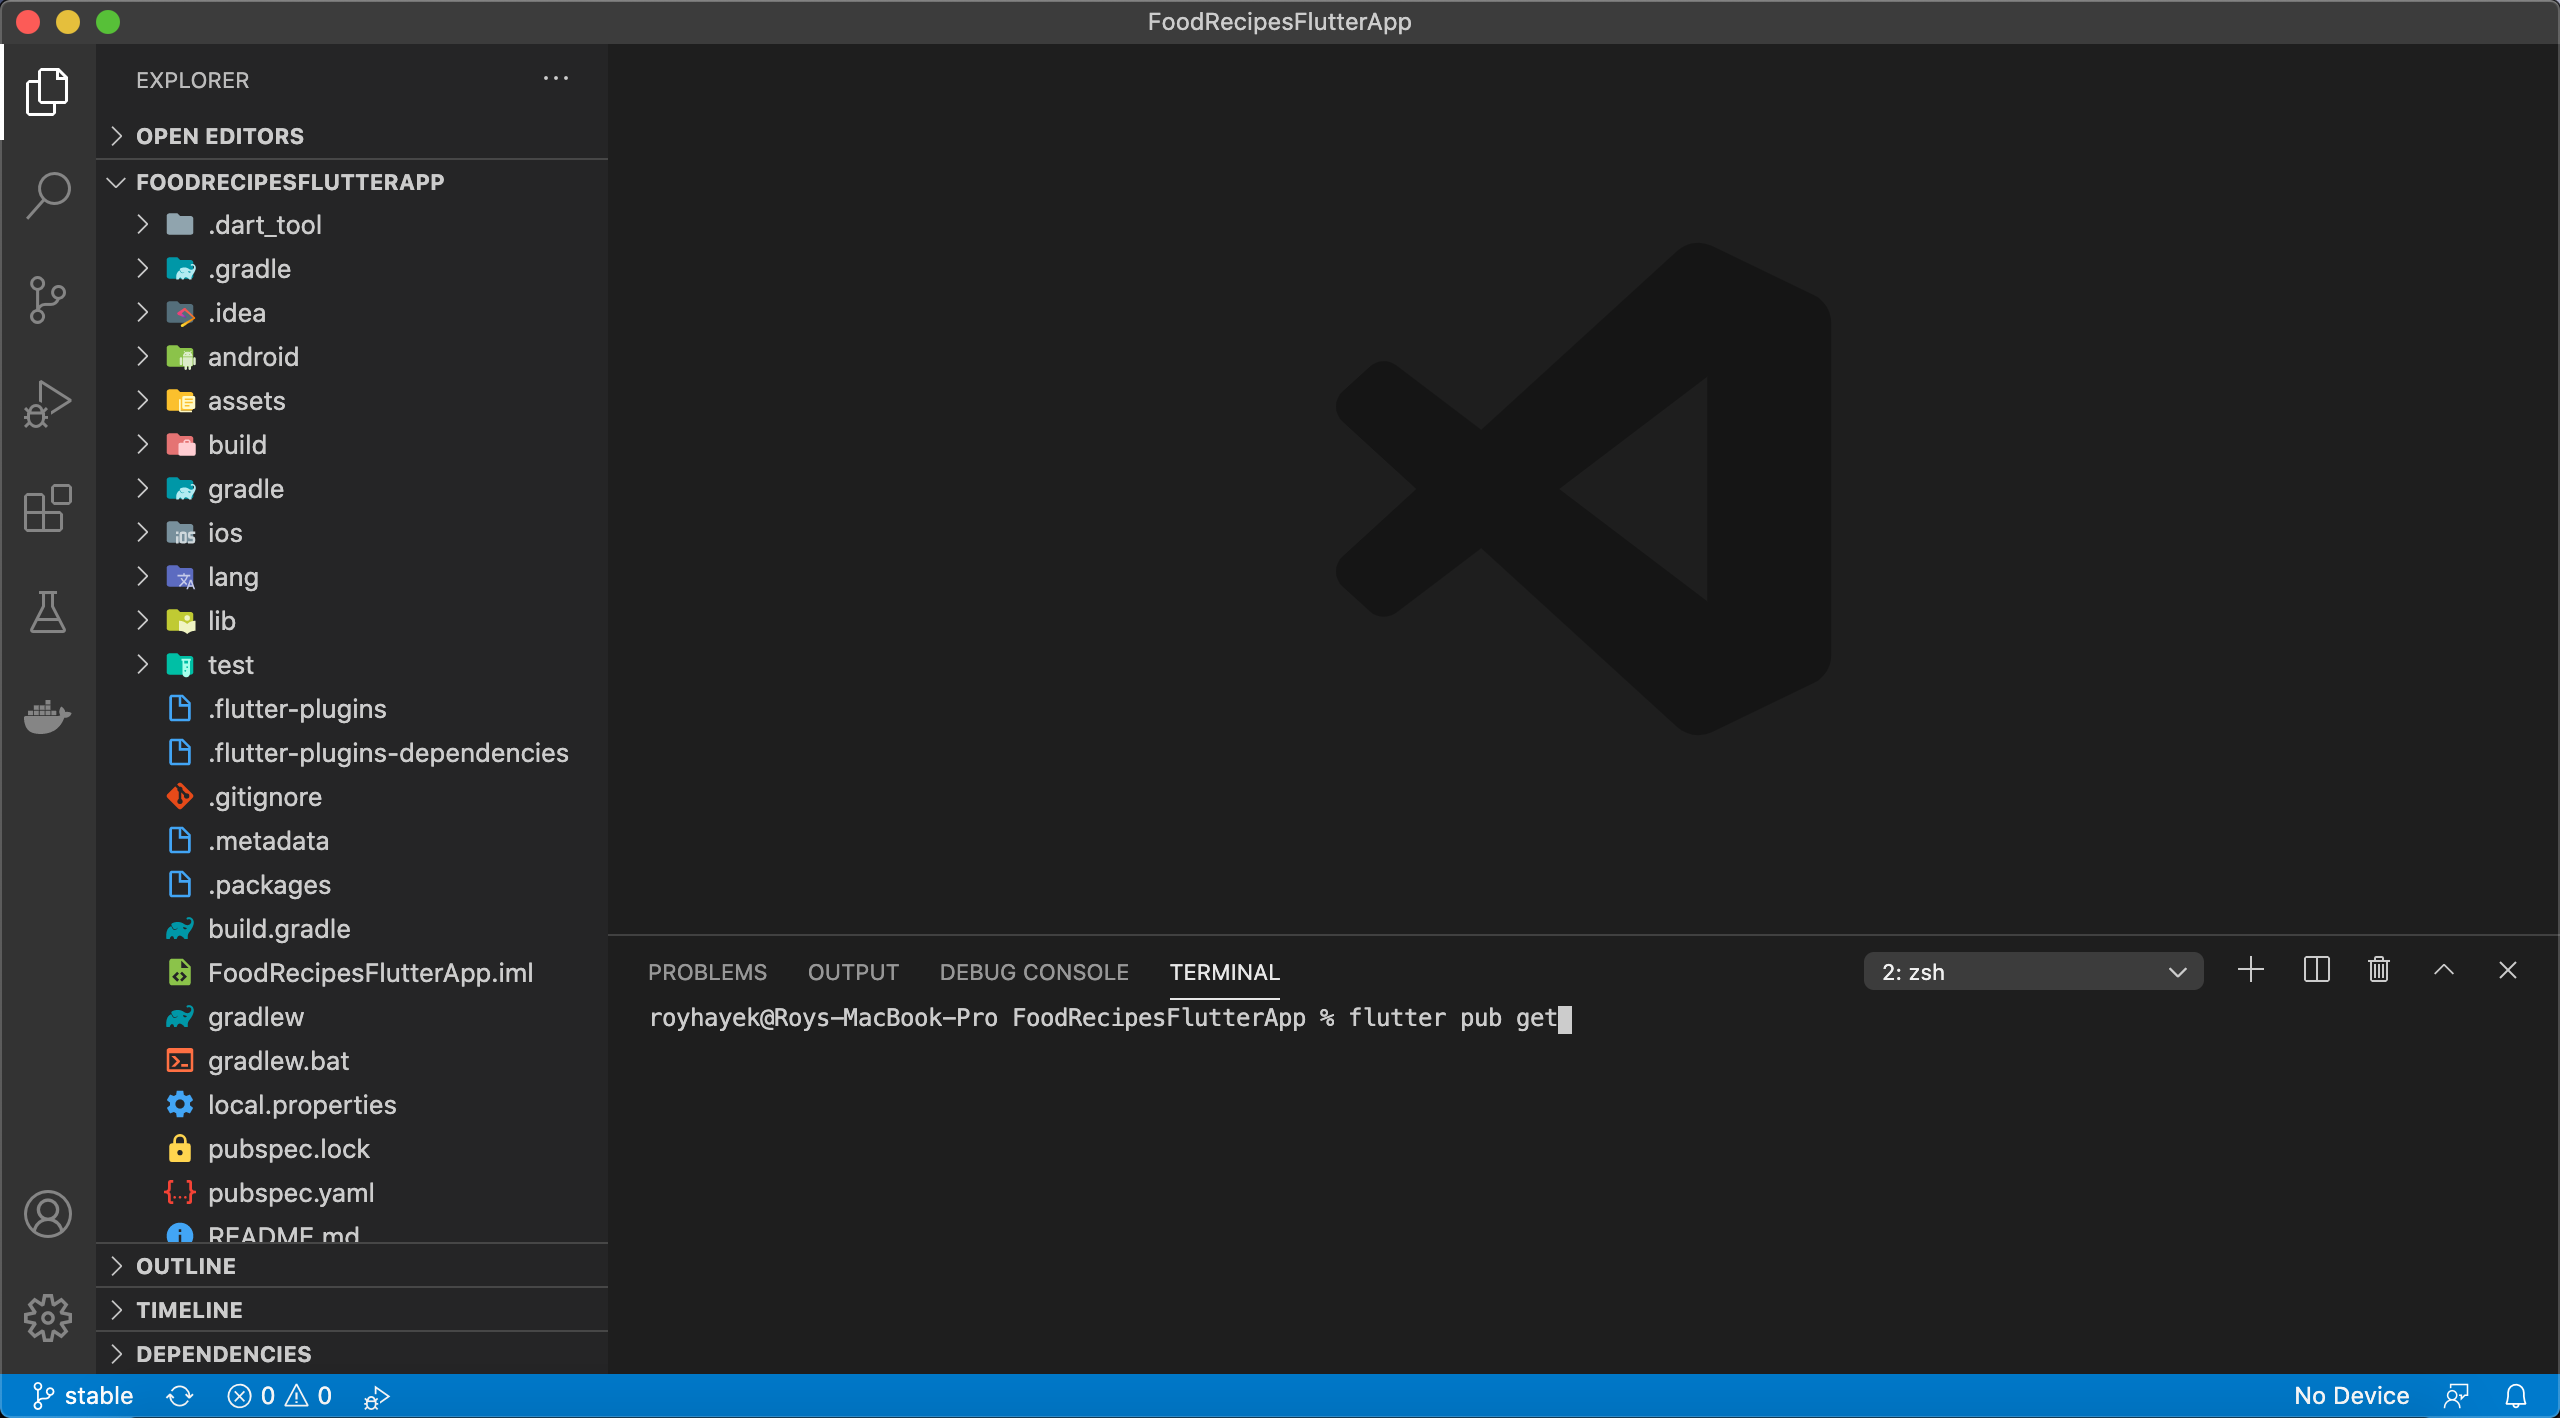 FoodRecipesFlutterApp
EXPLORER
OPEN EDITORS
FOODRECIPESFLUTTERAPP
.dart_tool
.gradle
.idea
android
assets
build
gradle
ios
lang
lib
test
.flutter-plugins
.flutter-plugins-dependencies
.gitignore
.metadata
.packages
build.gradle
FoodRecipesFlutterApp.iml
gradlew
gradlew.bat
local.properties
pubspec.lock
pubspec.yaml
README.md
OUTLINE
TIMELINE
DEPENDENCIES
PROBLEMS OUTPUT DEBUG CONSOLE TERMINAL 2: zsh
royhayek@Roys-MacBook-Pro FoodRecipesFlutterApp % flutter pub get
stable 0 0 No Device